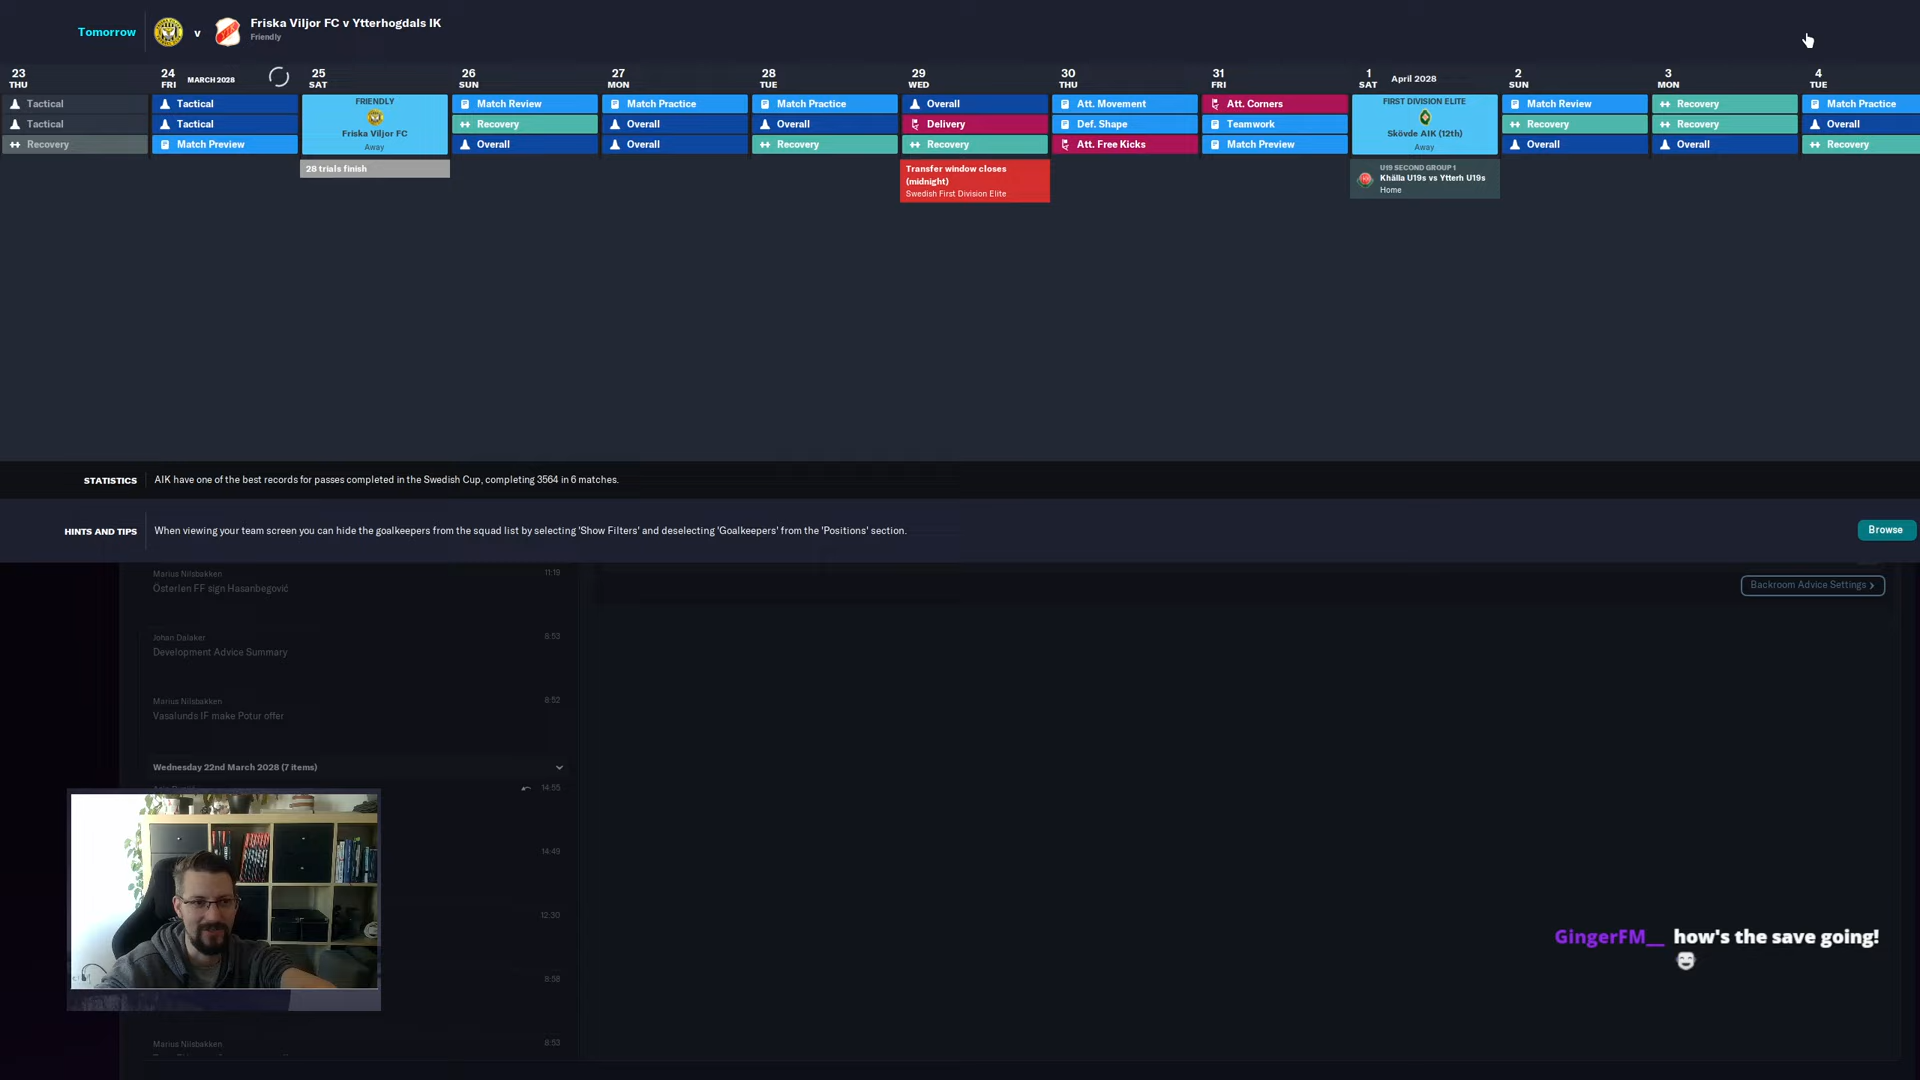 Tomorrow
v
Friska Viljor FC v Ytterhogdals IK
Friendly
23 THU
24 FRI MARCH 2028
25 SAT
26 SUN
27 MON
28 TUE
29 WED
30 THU
31 FRI
1 SAT April 2028
2 SUN
3 MON
4 TUE
Tactical
Tactical
Recovery
Tactical
Tactical
Match Preview
FRIENDLY
Friska Viljor FC
Away
28 trials finish
Match Review
Recovery
Overall
Match Practice
Overall
Overall
Match Practice
Overall
Recovery
Overall
Delivery
Recovery
Transfer window closes
(midnight)
Swedish First Division Elite
Att. Movement
Def. Shape
Att. Free Kicks
Att. Corners
Teamwork
Match Preview
FIRST DIVISION ELITE
Skövde AIK (12th)
Away
U19 SECOND GROUP 1
Khälla U19s vs Ytterh U19s
Home
Match Review
Recovery
Overall
Recovery
Recovery
Overall
Match Practice
Overall
Recovery
STATISTICS
AIK have one of the best records for passes completed in the Swedish Cup, completing 3564 in 6 matches.
HINTS AND TIPS
When viewing your team screen you can hide the goalkeepers from the squad list by selecting 'Show Filters' and deselecting 'Goalkeepers' from the 'Positions' section.
Browse
Backroom Advice Settings >
Marius Nilsbakken 11:19
Österlen FF sign Hasanbegović
Johan Dalaker 8:53
Development Advice Summary
Marius Nilsbakken 8:52
Vasalunds IF make Potur offer
Wednesday 22nd March 2028 (7 items)
14:55
14:49
12:30
8:58
Marius Nilsbakken 8:53
GingerFM__ how's the save going!